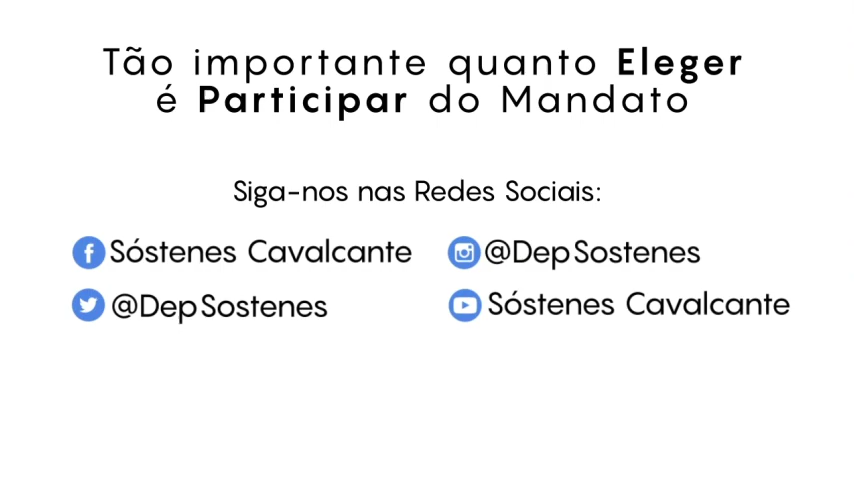 Tão importante quanto Eleger
é Participar do Mandato
Siga-nos nas Redes Sociais:
Sóstenes Cavalcante
@DepSostenes
@DepSostenes
Sóstenes Cavalcante